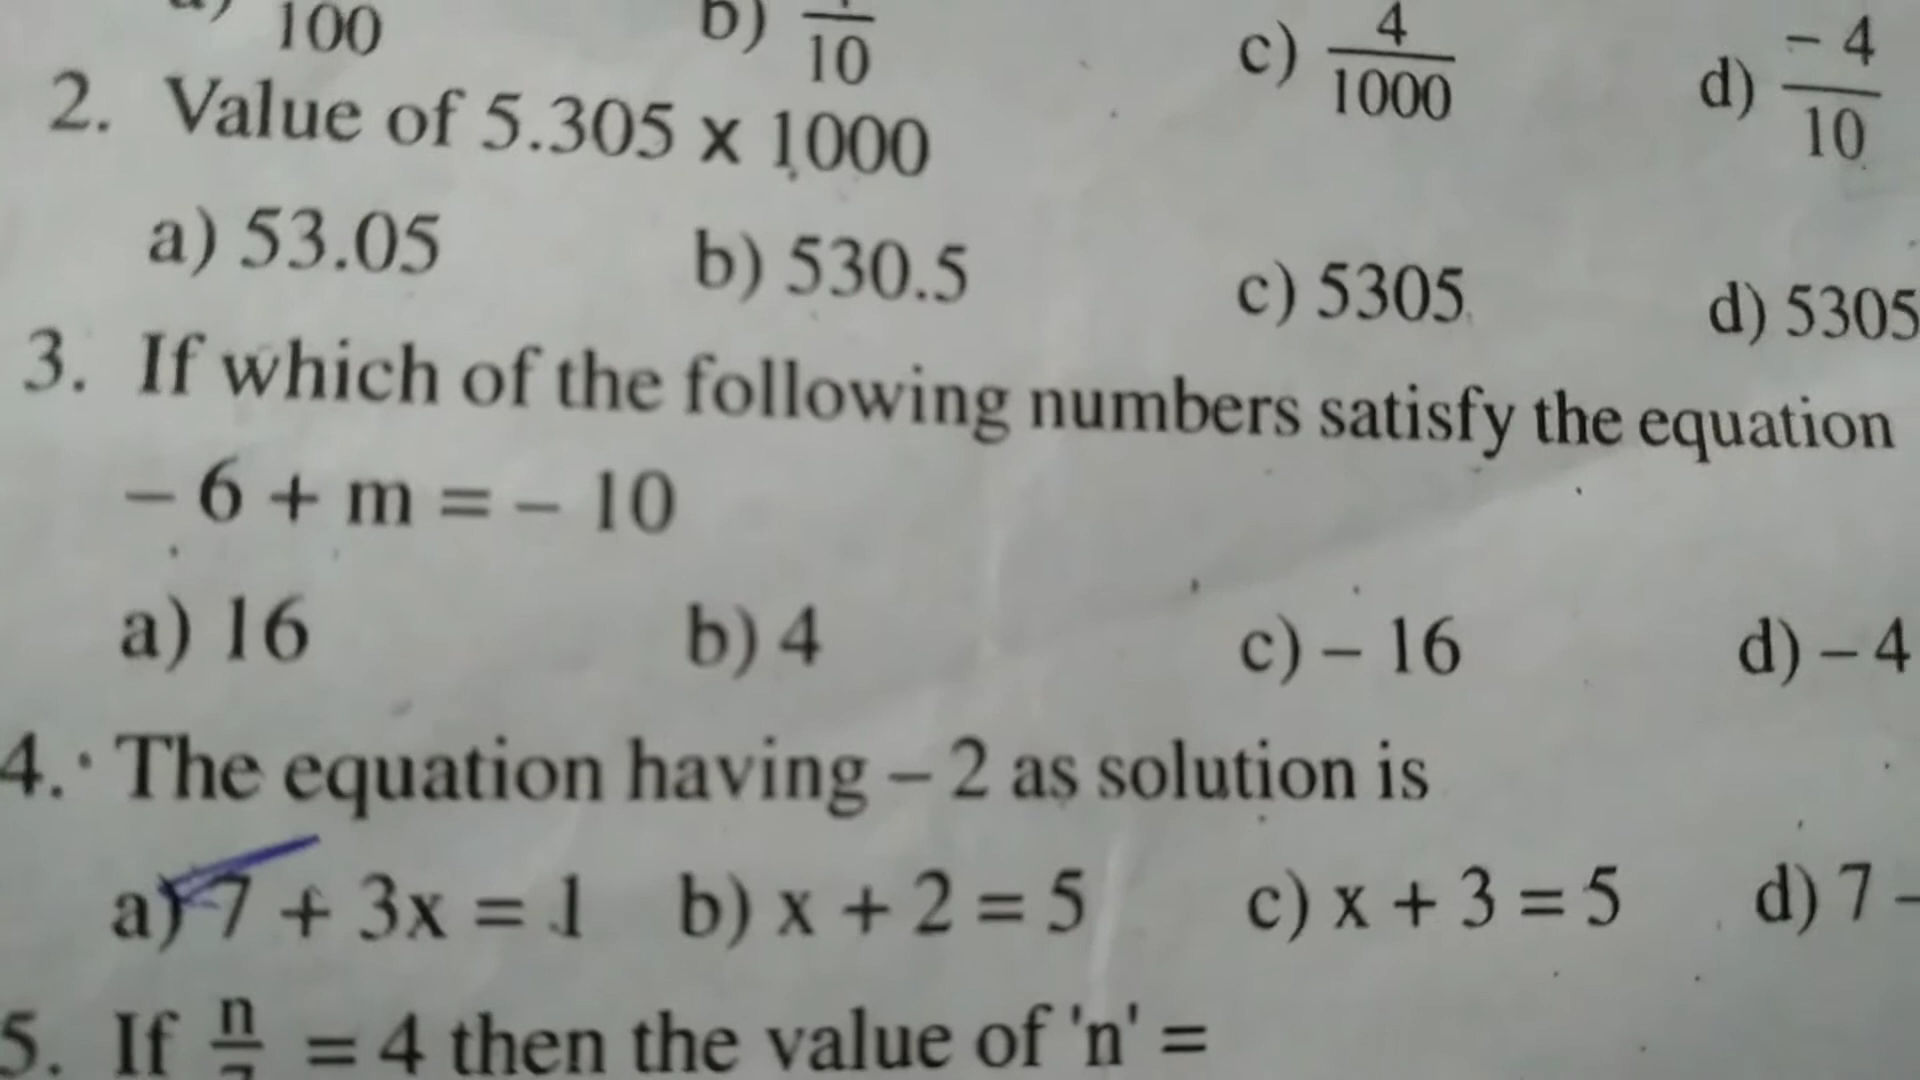 100 b) 10 c) 4/1000 d) -4/10
2. Value of 5.305 x 1000
a) 53.05 b) 530.5 c) 5305 d) 5305
3. If which of the following numbers satisfy the equation
– 6 + m = – 10
a) 16 b) 4 c) – 16 d) – 4
4. The equation having – 2 as solution is
a) 7 + 3x = 1 b) x + 2 = 5 c) x + 3 = 5 d) 7 –
5. If n = 4 then the value of 'n' =